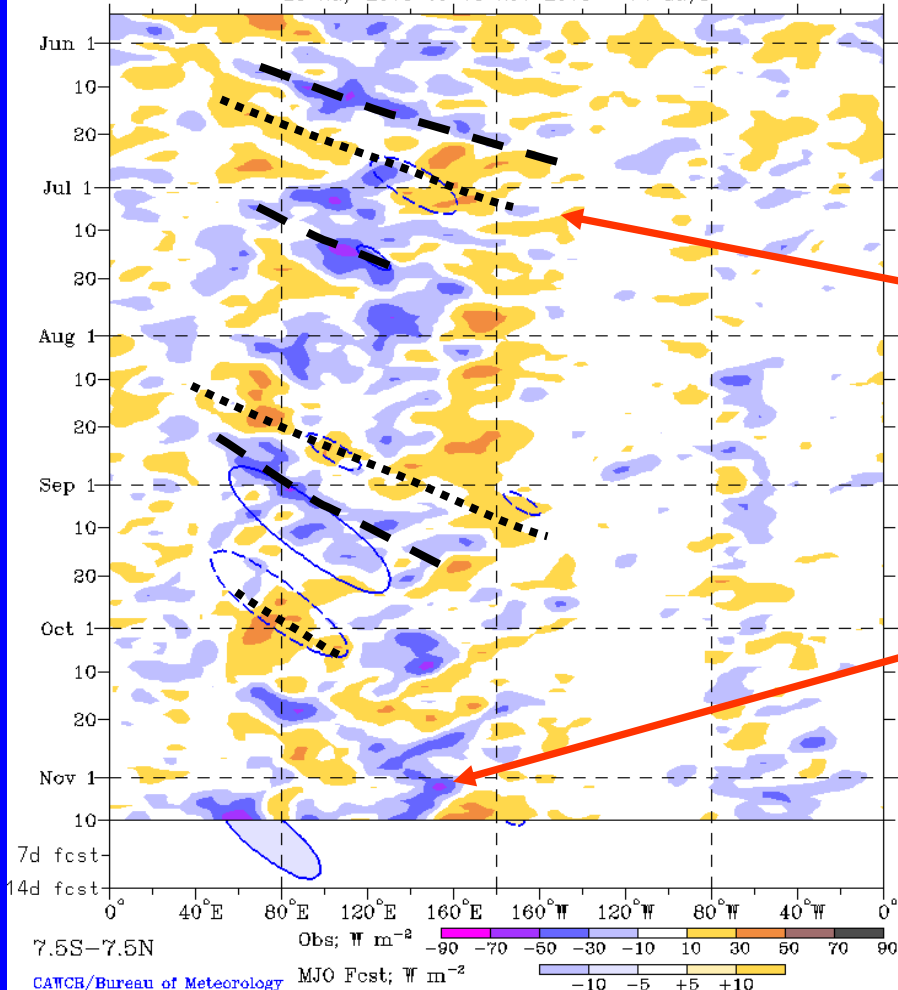 Jun 1
10
20
Jul 1
10
20
Aug 1
10
20
Sep 1
10
20
Oct 1
10
20
Nov 1
10
7d fcst
14d fcst
0° 40°E 80°E 120°E 160°E 160°W 120°W 80°W 40°W 0°
7.5S-7.5N
Obs; W m⁻²
-90 -70 -50 -30 -10 10 30 50 70 90
CAWCR/Bureau of Meteorology
MJO Fcst; W m⁻²
-10 -5 +5 +10